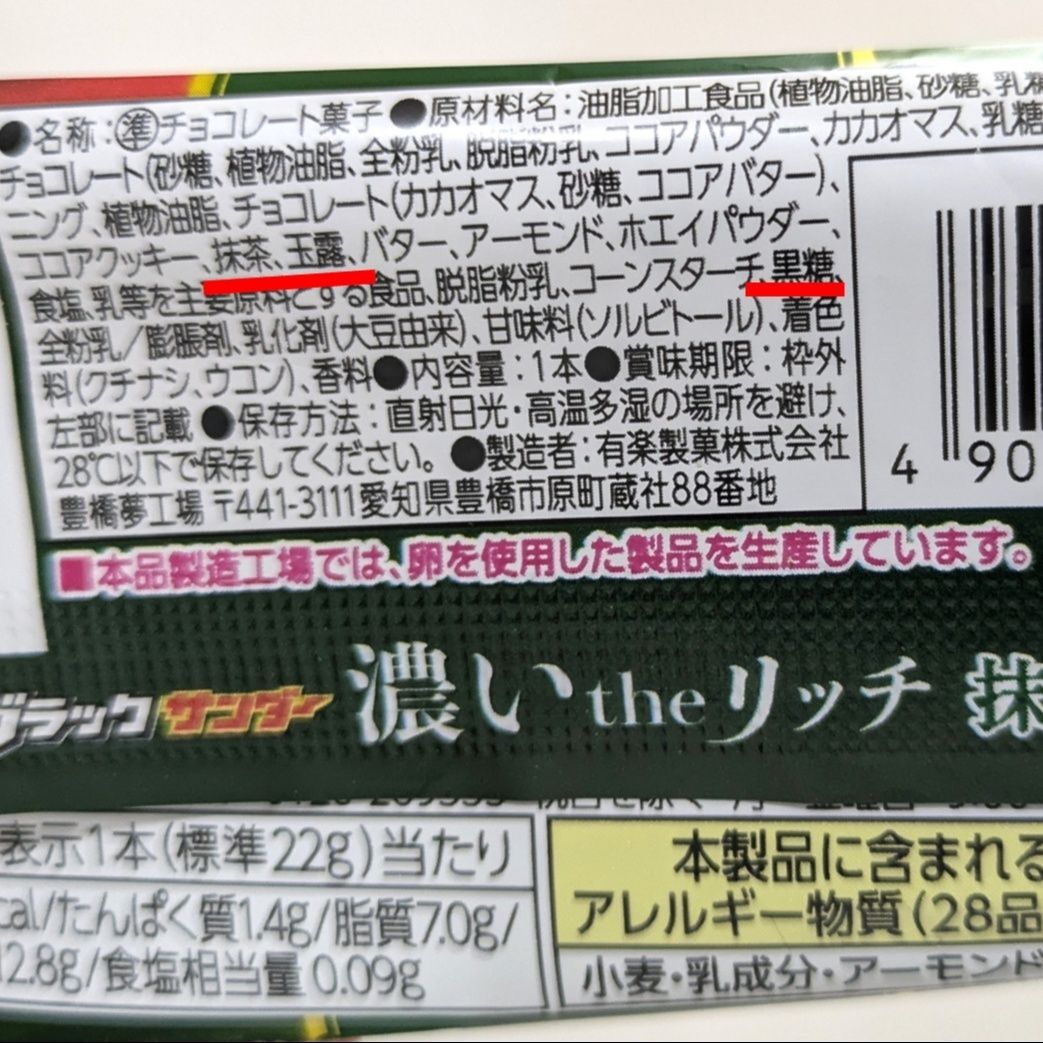 ●名称:㊜チョコレート菓子●原材料名:油脂加工食品(植物油脂、砂糖、乳糖
チョコレート(砂糖、植物油脂、全粉乳、脱脂粉乳、ココアパウダー、カカオマス、乳糖
ニング、植物油脂、チョコレート(カカオマス、砂糖、ココアバター)、
ココアクッキー、抹茶、玉露、バター、アーモンド、ホエイパウダー、
食塩、乳等を主要原料とする食品、脱脂粉乳、コーンスターチ、黒糖、
全粉乳/膨脹剤、乳化剤(大豆由来)、甘味料(ソルビトール)、着色
料(クチナシ、ウコン)、香料●内容量:1本●賞味期限:枠外
左部に記載●保存方法:直射日光・高温多湿の場所を避け、
28℃以下で保存してください。●製造者:有楽製菓株式会社
豊橋夢工場 〒441-3111愛知県豊橋市原町蔵社88番地
4 90
■本品製造工場では、卵を使用した製品を生産しています。
ブラックサンダー 濃いtheリッチ 抹
表示1本(標準22g)当たり
cal/たんぱく質1.4g/脂質7.0g/
12.8g/食塩相当量0.09g
本製品に含まれる
アレルギー物質(28品
小麦・乳成分・アーモンド